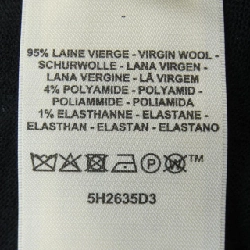 95% LAINE VIERGE - VIRGIN WOOL -
SCHURWOLLE - LANA VIRGEN -
LANA VERGINE - LÃ VIRGEM
4% POLYAMIDE - POLYAMID -
POLIAMMIDE - POLIAMIDA
1% ELASTHANNE - ELASTANE -
ELASTHAN - ELASTAN - ELASTANO
TM
5H2635D3